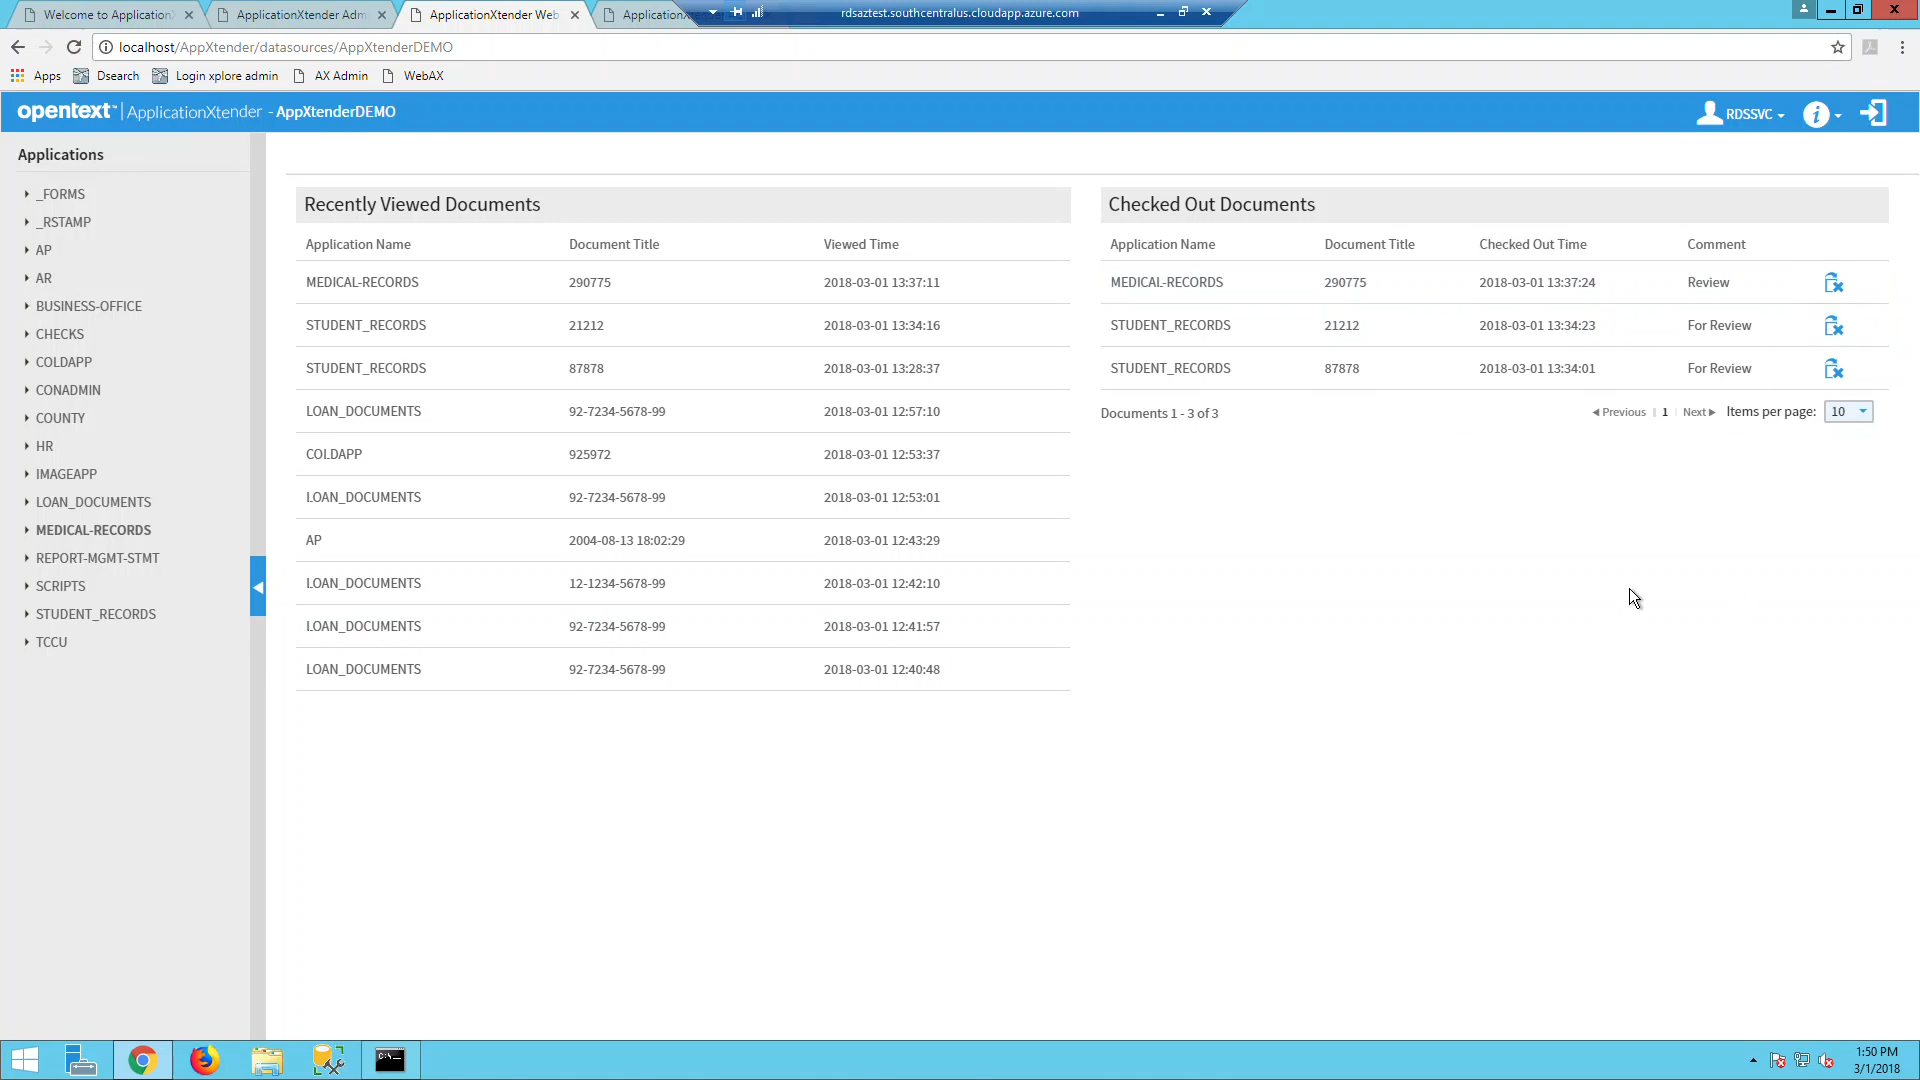 Welcome to Application
ApplicationXtender Adm
ApplicationXtender Web
Application
rdsaztest.southcentralus.cloudapp.azure.com
localhost/AppXtender/datasources/AppXtenderDEMO
Apps Dsearch Login xplore admin AX Admin WebAX
opentext™ | ApplicationXtender - AppXtenderDEMO
RDSSVC
Applications
_FORMS
_RSTAMP
AP
AR
BUSINESS-OFFICE
CHECKS
COLDAPP
CONADMIN
COUNTY
HR
IMAGEAPP
LOAN_DOCUMENTS
MEDICAL-RECORDS
REPORT-MGMT-STMT
SCRIPTS
STUDENT_RECORDS
TCCU
Recently Viewed Documents
Application Name Document Title Viewed Time
MEDICAL-RECORDS 290775 2018-03-01 13:37:11
STUDENT_RECORDS 21212 2018-03-01 13:34:16
STUDENT_RECORDS 87878 2018-03-01 13:28:37
LOAN_DOCUMENTS 92-7234-5678-99 2018-03-01 12:57:10
COLDAPP 925972 2018-03-01 12:53:37
LOAN_DOCUMENTS 92-7234-5678-99 2018-03-01 12:53:01
AP 2004-08-13 18:02:29 2018-03-01 12:43:29
LOAN_DOCUMENTS 12-1234-5678-99 2018-03-01 12:42:10
LOAN_DOCUMENTS 92-7234-5678-99 2018-03-01 12:41:57
LOAN_DOCUMENTS 92-7234-5678-99 2018-03-01 12:40:48
Checked Out Documents
Application Name Document Title Checked Out Time Comment
MEDICAL-RECORDS 290775 2018-03-01 13:37:24 Review
STUDENT_RECORDS 21212 2018-03-01 13:34:23 For Review
STUDENT_RECORDS 87878 2018-03-01 13:34:01 For Review
Documents 1 - 3 of 3 Previous | 1 | Next Items per page: 10
C:\_
1:50 PM
3/1/2018